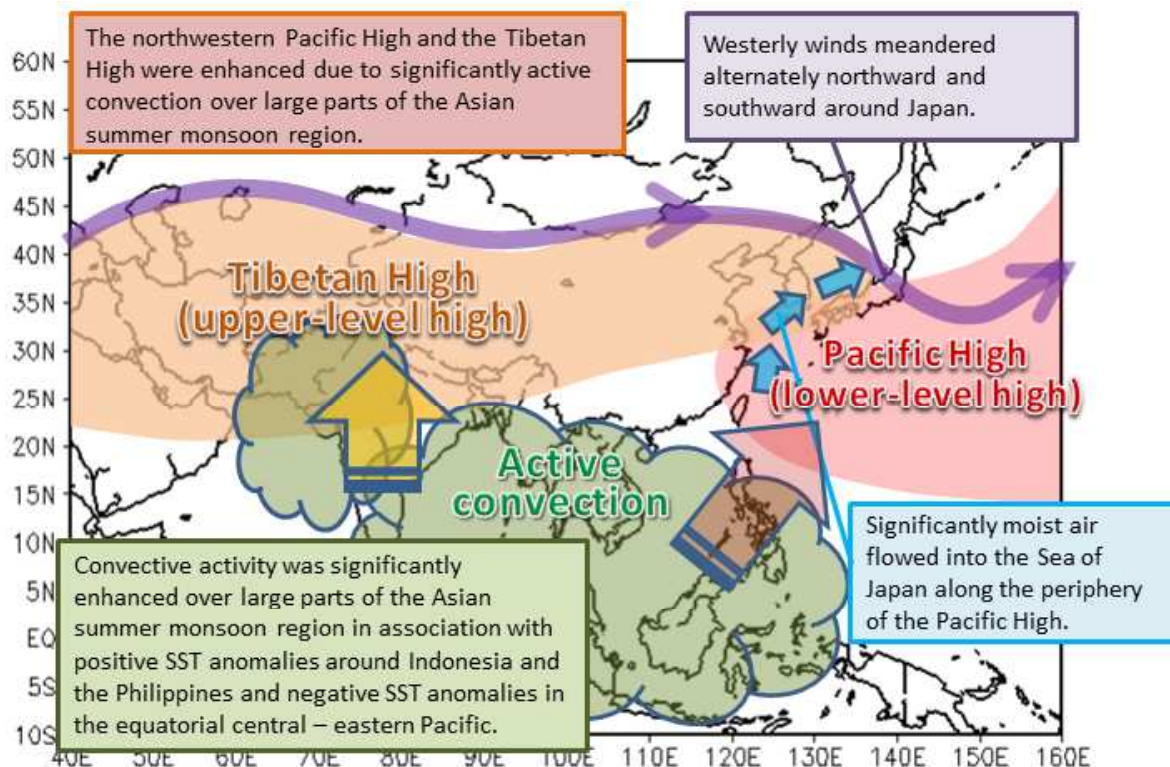 The northwestern Pacific High and the Tibetan
High were enhanced due to significantly active
convection over large parts of the Asian
summer monsoon region.
Westerly winds meandered
alternately northward and
southward around Japan.
60N
55N
50N
45N
40N
35N
30N
25N
20N
15N
10N
5N
EQ
5S
10S
Tibetan High
(upper-level high)
Pacific High
(lower-level high)
Active
convection
Significantly moist air
flowed into the Sea of
Japan along the periphery
of the Pacific High.
Convective activity was significantly
enhanced over large parts of the Asian
summer monsoon region in association with
positive SST anomalies around Indonesia and
the Philippines and negative SST anomalies in
the equatorial central – eastern Pacific.
40E 50E 60E 70E 80E 90E 100E 110E 120E 130E 140E 150E 160E